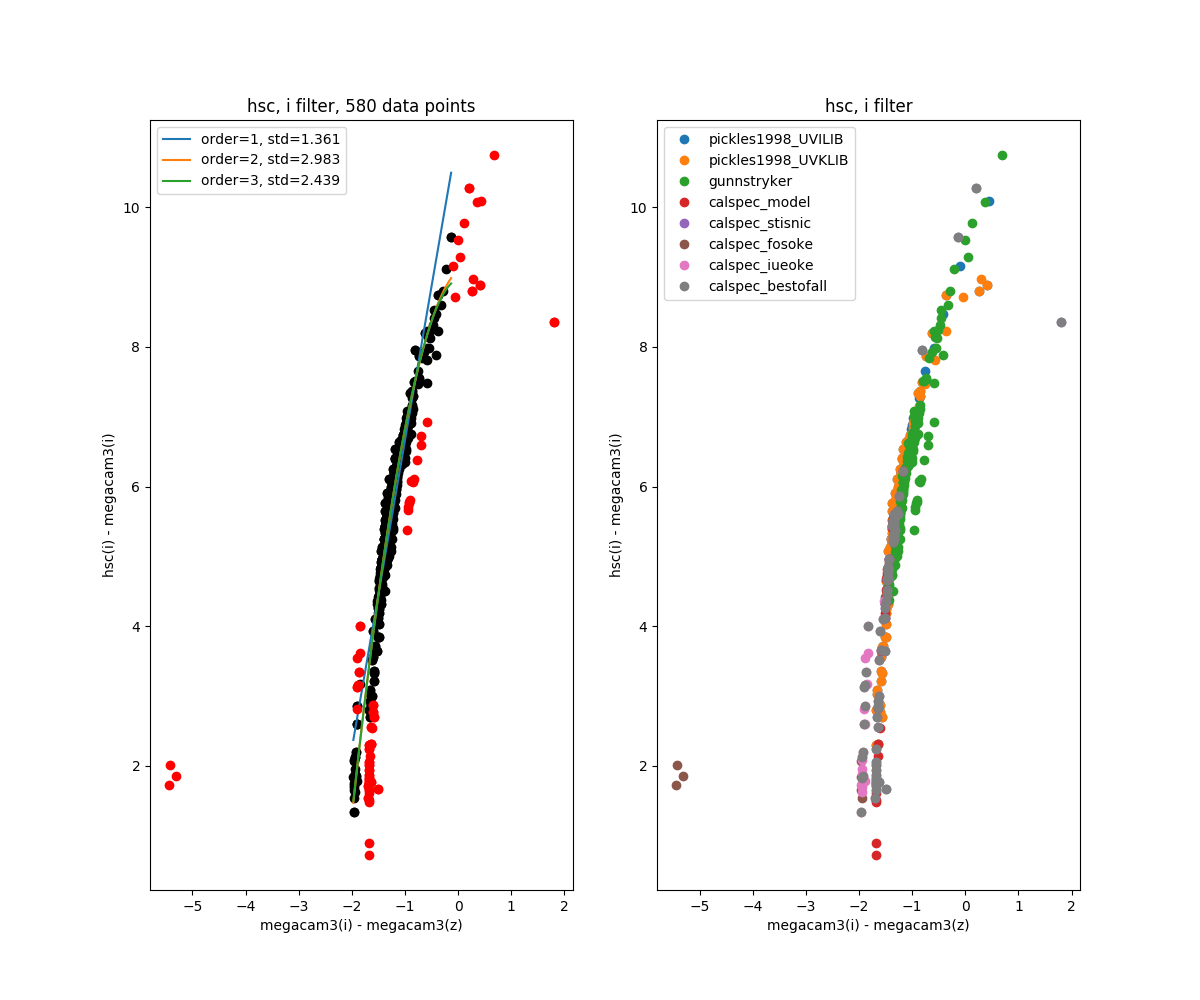 hsc, i filter, 580 data points
order=1, std=1.361
order=2, std=2.983
order=3, std=2.439
10
8
6
4
2
hsc(i) - megacam3(i)
−5 −4 −3 −2 −1 0 1 2
megacam3(i) - megacam3(z)
hsc, i filter
pickles1998_UVILIB
pickles1998_UVKLIB
gunnstryker
calspec_model
calspec_stisnic
calspec_fosoke
calspec_iueoke
calspec_bestofall
10
8
6
4
2
hsc(i) - megacam3(i)
−5 −4 −3 −2 −1 0 1 2
megacam3(i) - megacam3(z)